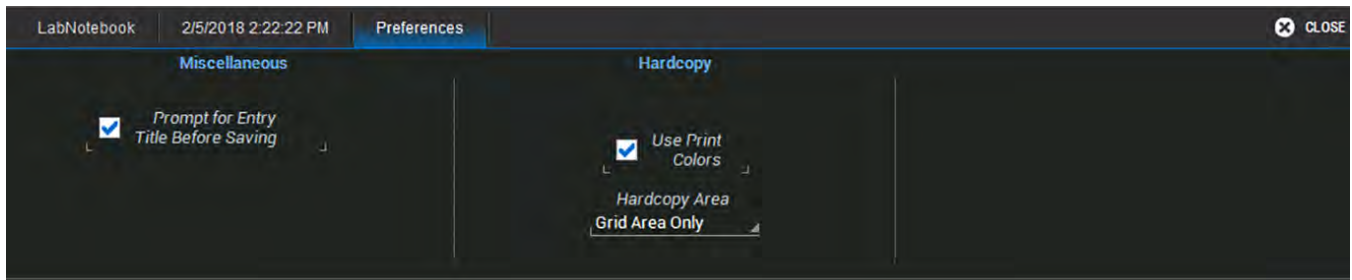 LabNotebook 2/5/2018 2:22:22 PM Preferences CLOSE
Miscellaneous
Prompt for Entry
Title Before Saving
Hardcopy
Use Print
Colors
Hardcopy Area
Grid Area Only